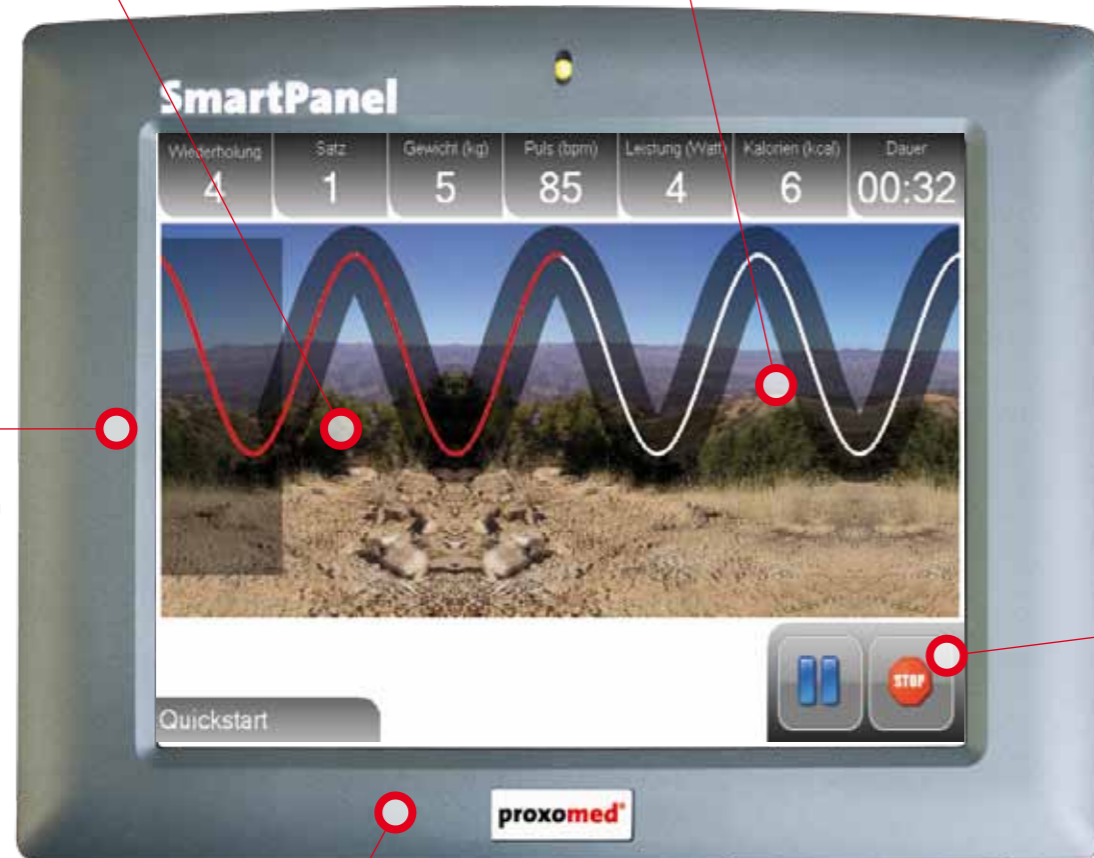 SmartPanel
Wiederholung Satz Gewicht (kg) Puls (bpm) Leistung (Watt) Kalorien (kcal) Dauer
4 1 5 85 4 6 00:32
STOP
Quickstart
proxomed®